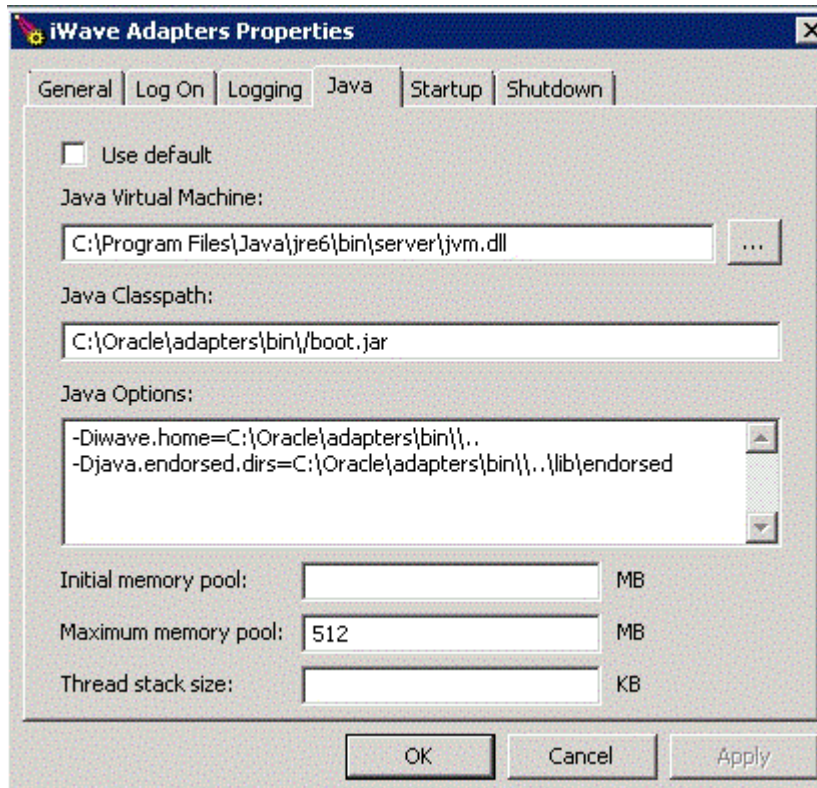 iWave Adapters Properties
General Log On Logging Java Startup Shutdown
Use default
Java Virtual Machine:
C:\Program Files\Java\jre6\bin\server\jvm.dll ...
Java Classpath:
C:\Oracle\adapters\bin\/boot.jar
Java Options:
-Diwave.home=C:\Oracle\adapters\bin\\..
-Djava.endorsed.dirs=C:\Oracle\adapters\bin\\..\lib\endorsed
Initial memory pool: MB
Maximum memory pool: 512 MB
Thread stack size: KB
OK Cancel Apply